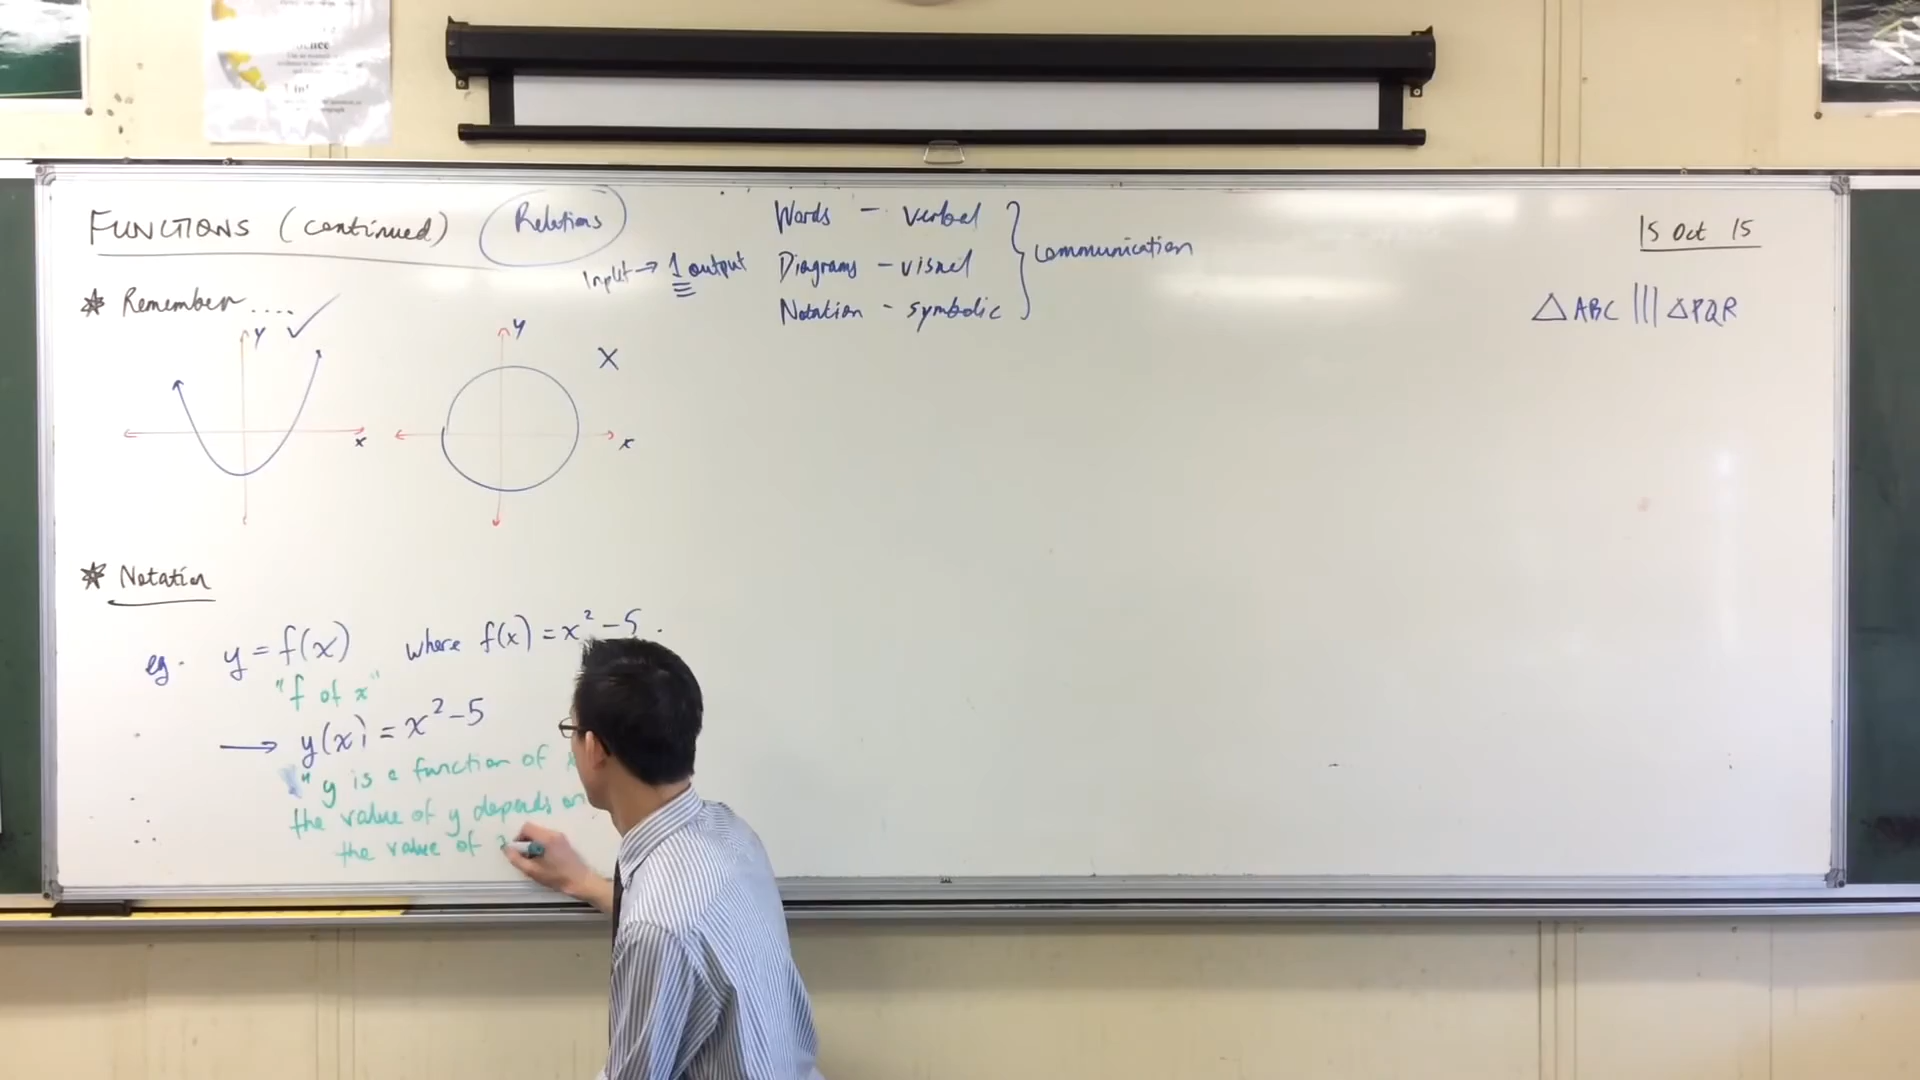 FUNCTIONS (continued)
Relations
Input → 1 output
Words - verbal
Diagrams - visual
Notation - symbolic
communication
15 Oct 15
△ABC ||| △PQR
* Remember....
y
x
y
x
X
* Notation
eg. y = f(x) where f(x) = x² - 5.
"f of x"
→ y(x) = x² - 5
"y is a function of
the value of y depends on
the value of